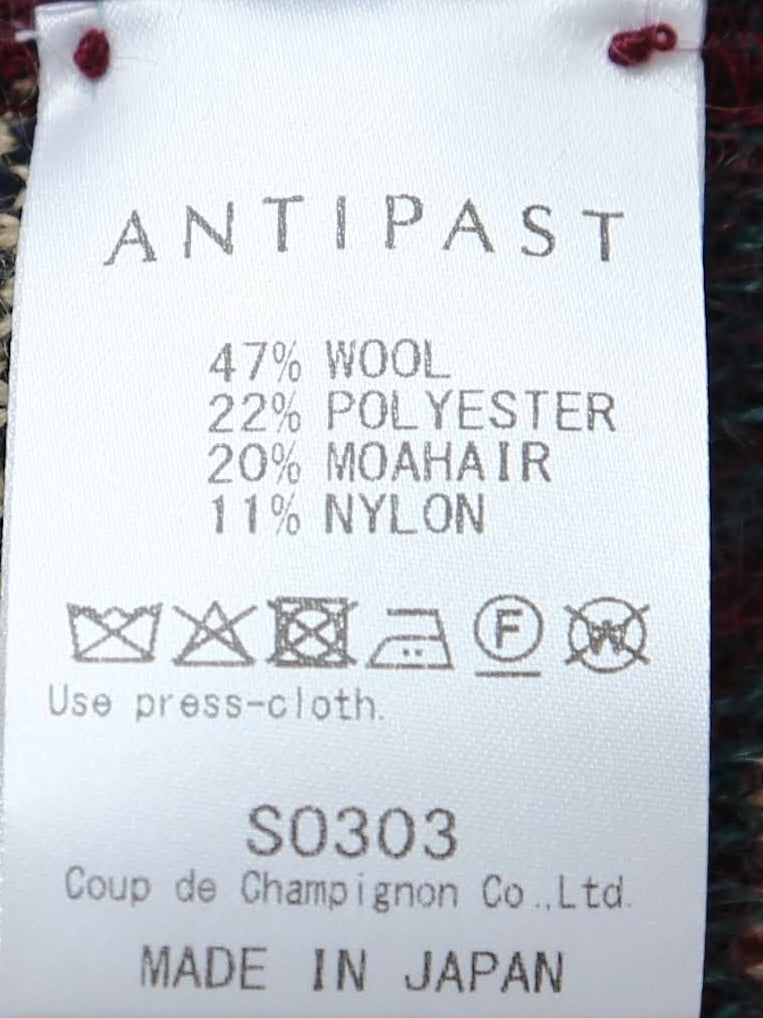 ANTIPAST
47% WOOL
22% POLYESTER
20% MOAHAIR
11% NYLON
F W
Use press-cloth.
S0303
Coup de Champignon Co.,Ltd.
MADE IN JAPAN